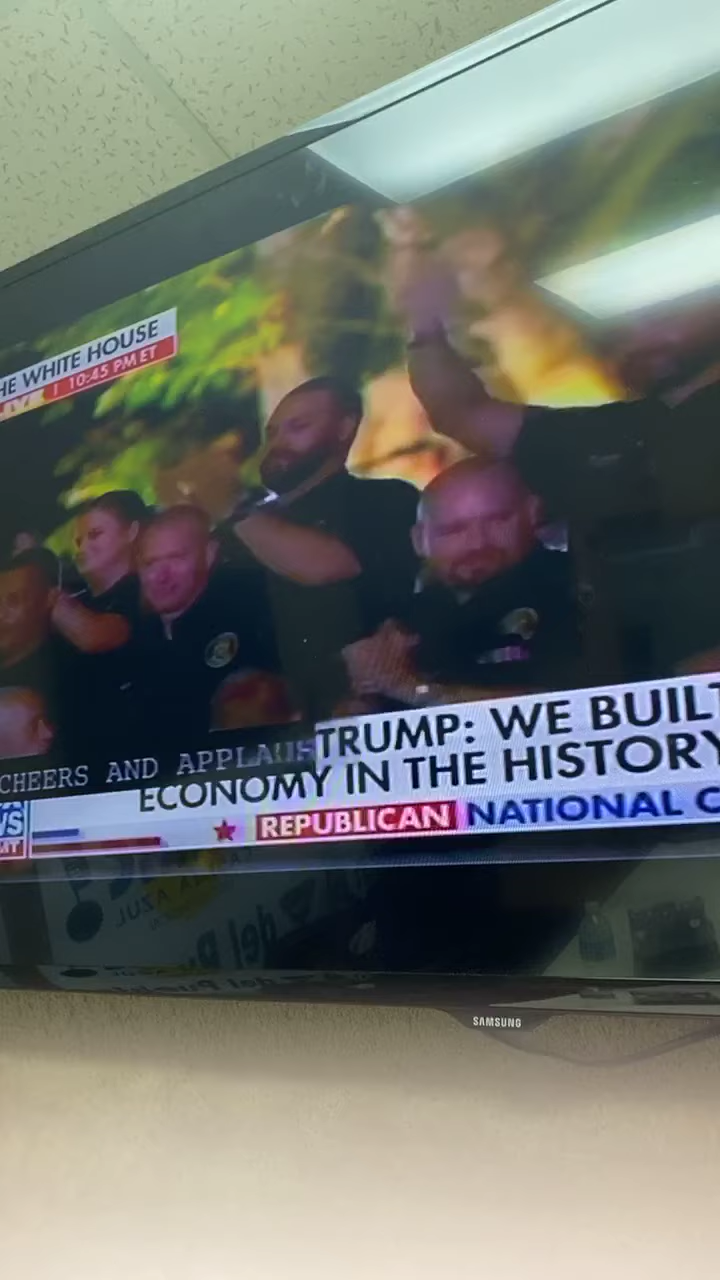 HE WHITE HOUSE
10:45 PM ET
CHEERS AND APPLAUS
TRUMP: WE BUILT
ECONOMY IN THE HISTORY
REPUBLICAN NATIONAL C
SAMSUNG